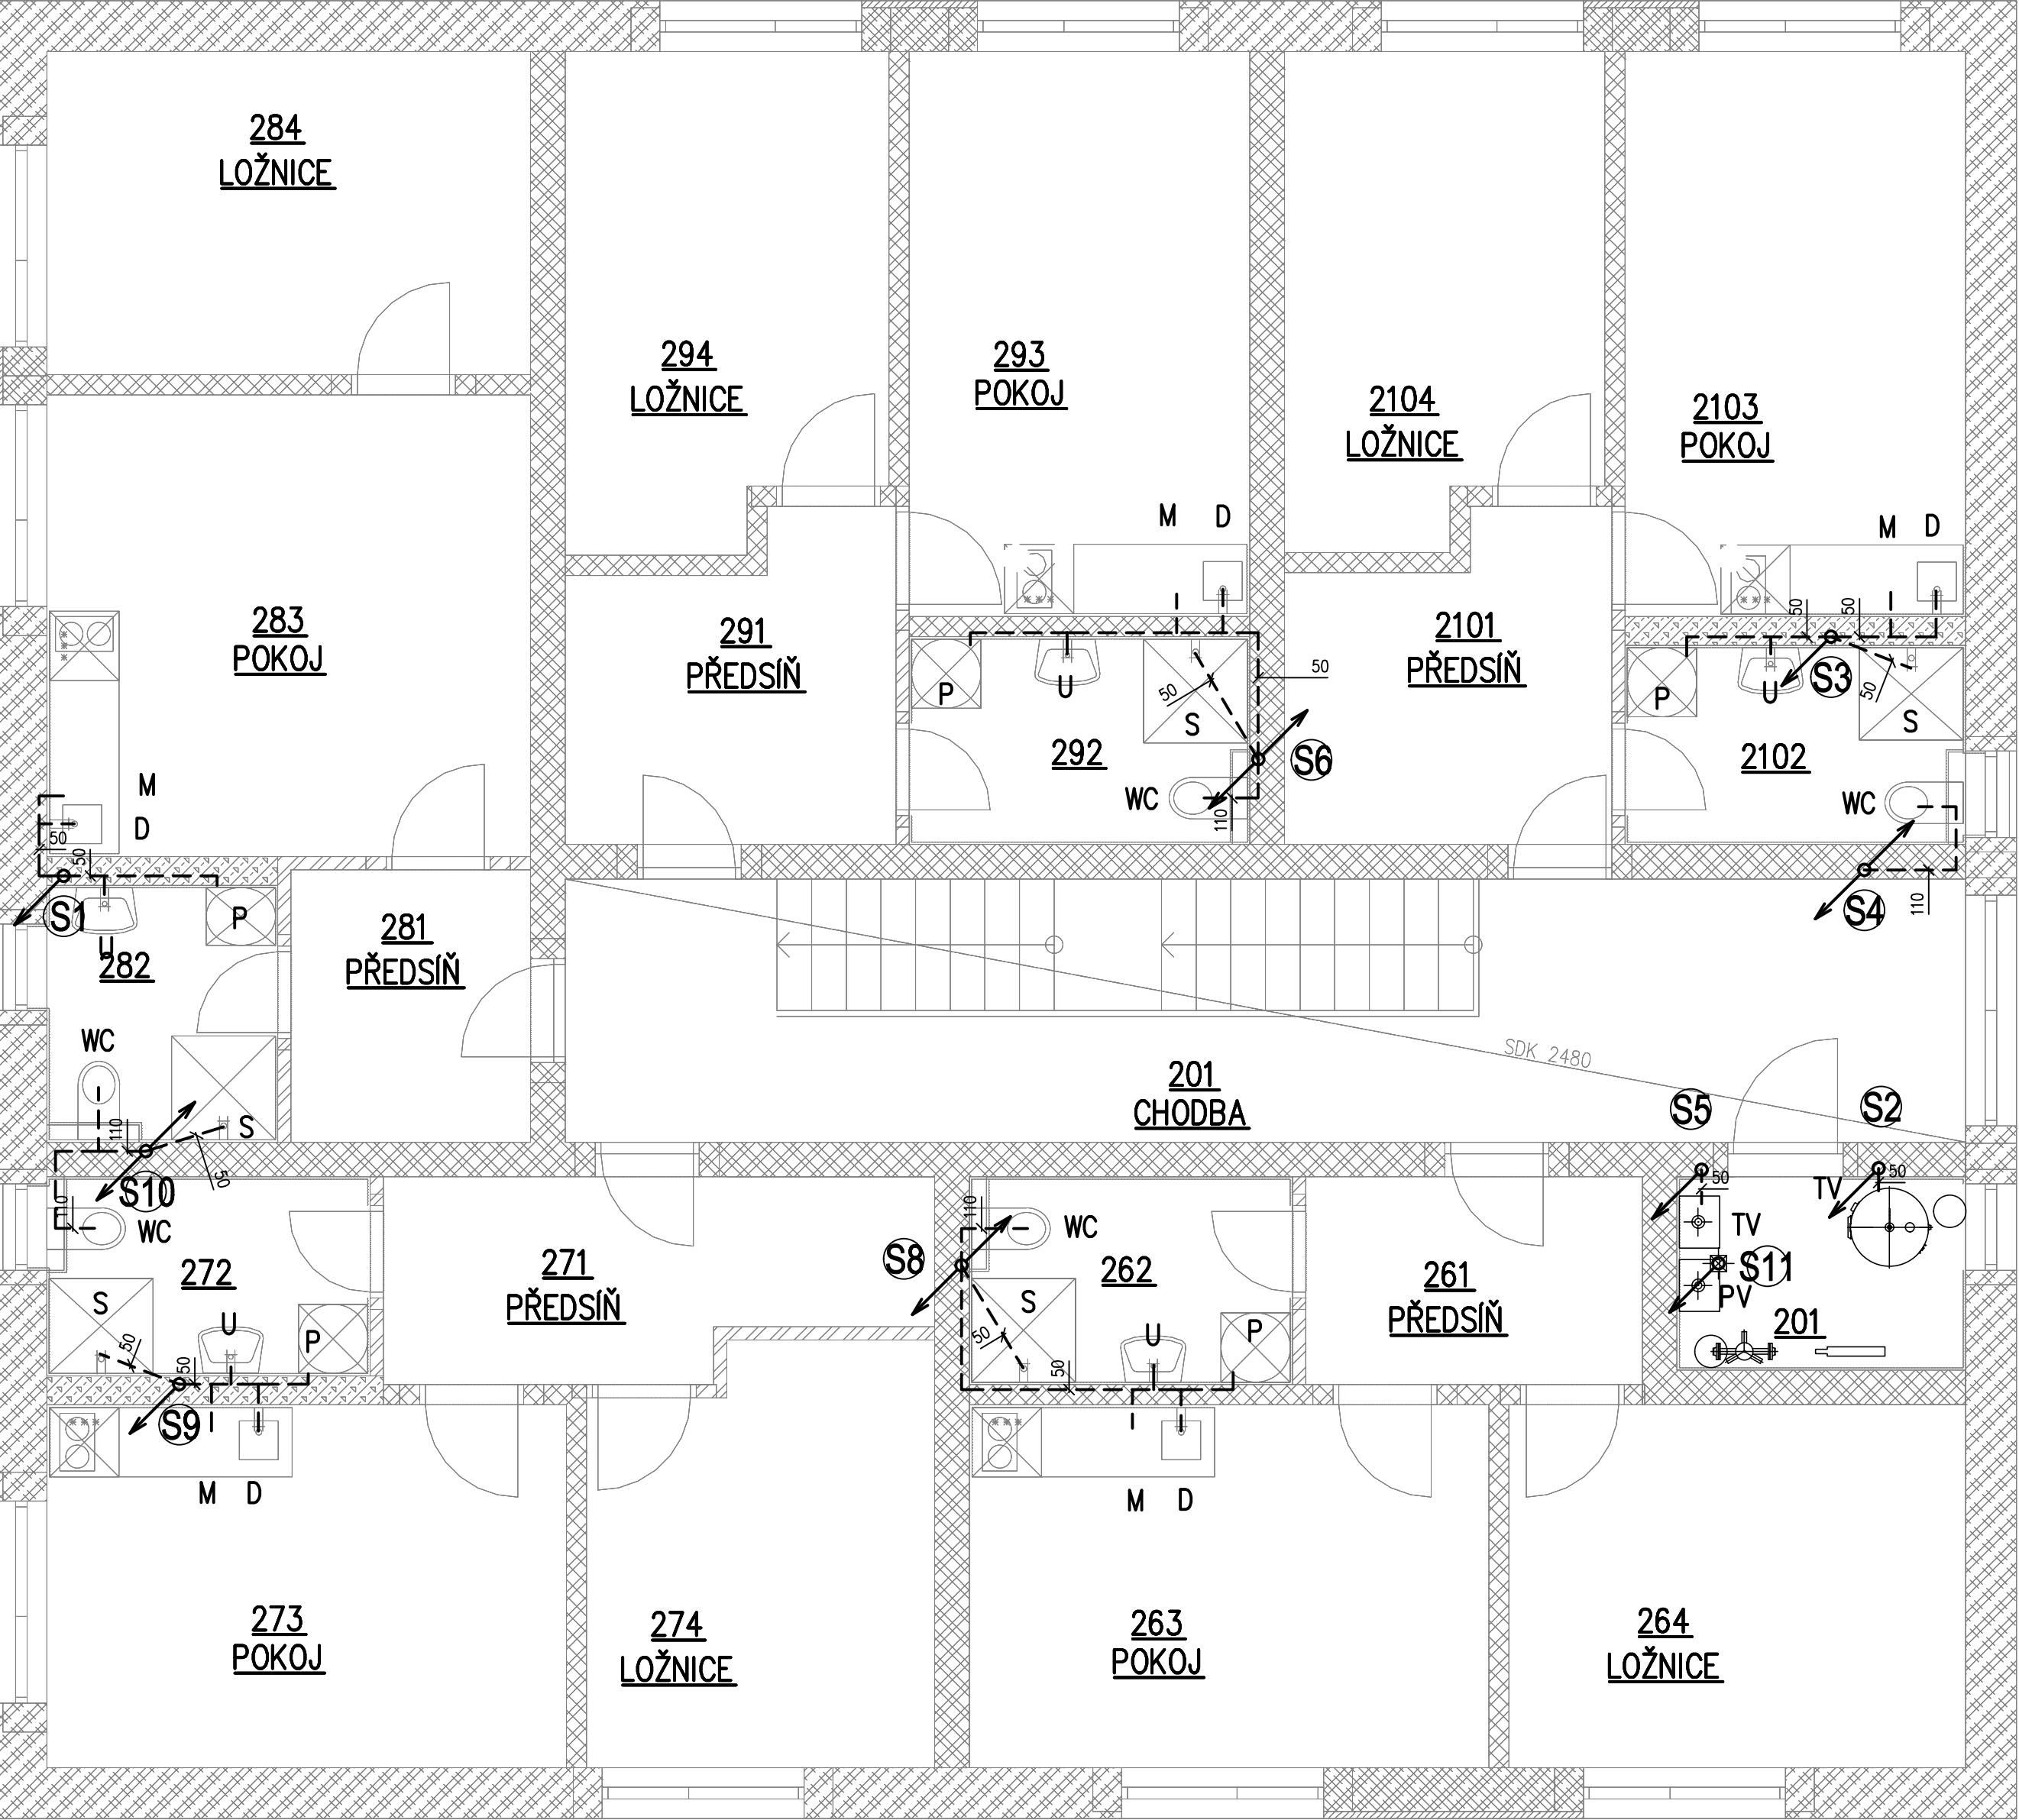 284
LOŽNICE
294
LOŽNICE
293
POKOJ
2104
LOŽNICE
2103
POKOJ
M D
M D
283
POKOJ
291
PŘEDSÍŇ
2101
PŘEDSÍŇ
50
50
50
50
50
P
U
S
P
U
S3
S
292
S6
2102
WC
110
WC
M
D
50
50
S1
U
P
282
281
PŘEDSÍŇ
S4
110
WC
110
S
50
S10
SDK 2480
201
CHODBA
S5
S2
110
WC
272
S
U
P
50
50
S9
271
PŘEDSÍŇ
S8
110
WC
262
S
U
P
50
50
261
PŘEDSÍŇ
50
50
TV
TV
S11
PV
201
M D
M D
273
POKOJ
274
LOŽNICE
263
POKOJ
264
LOŽNICE